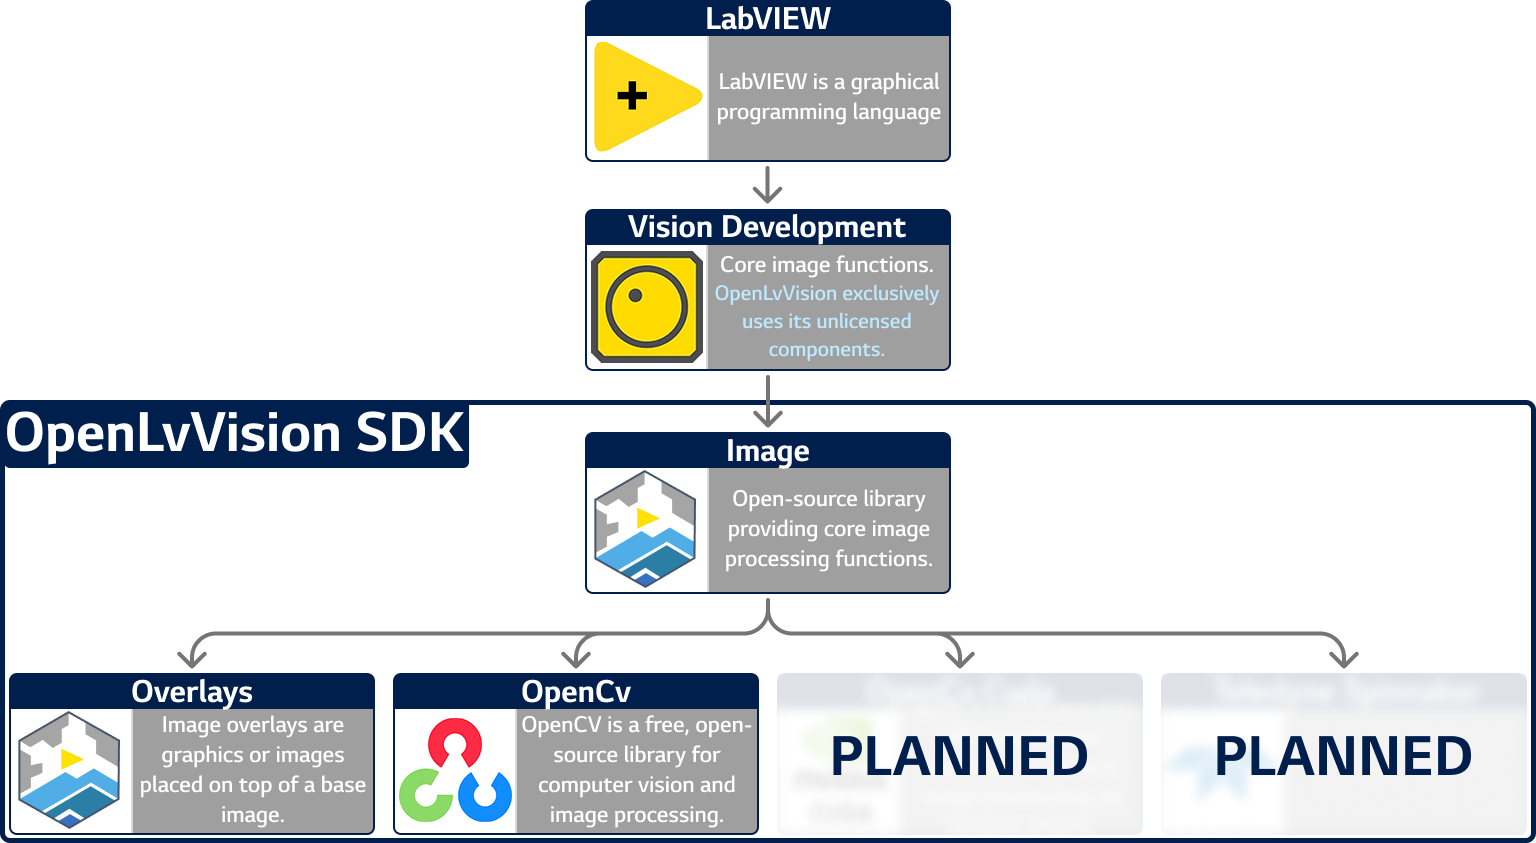 LabVIEW
LabVIEW is a graphical
programming language
Vision Development
Core image functions.
OpenLvVision exclusively
uses its unlicensed
components.
OpenLvVision SDK
Image
Open-source library
providing core image
processing functions.
Overlays
Image overlays are
graphics or images
placed on top of a base
image.
OpenCv
OpenCV is a free, open-
source library for
computer vision and
image processing.
PLANNED
PLANNED